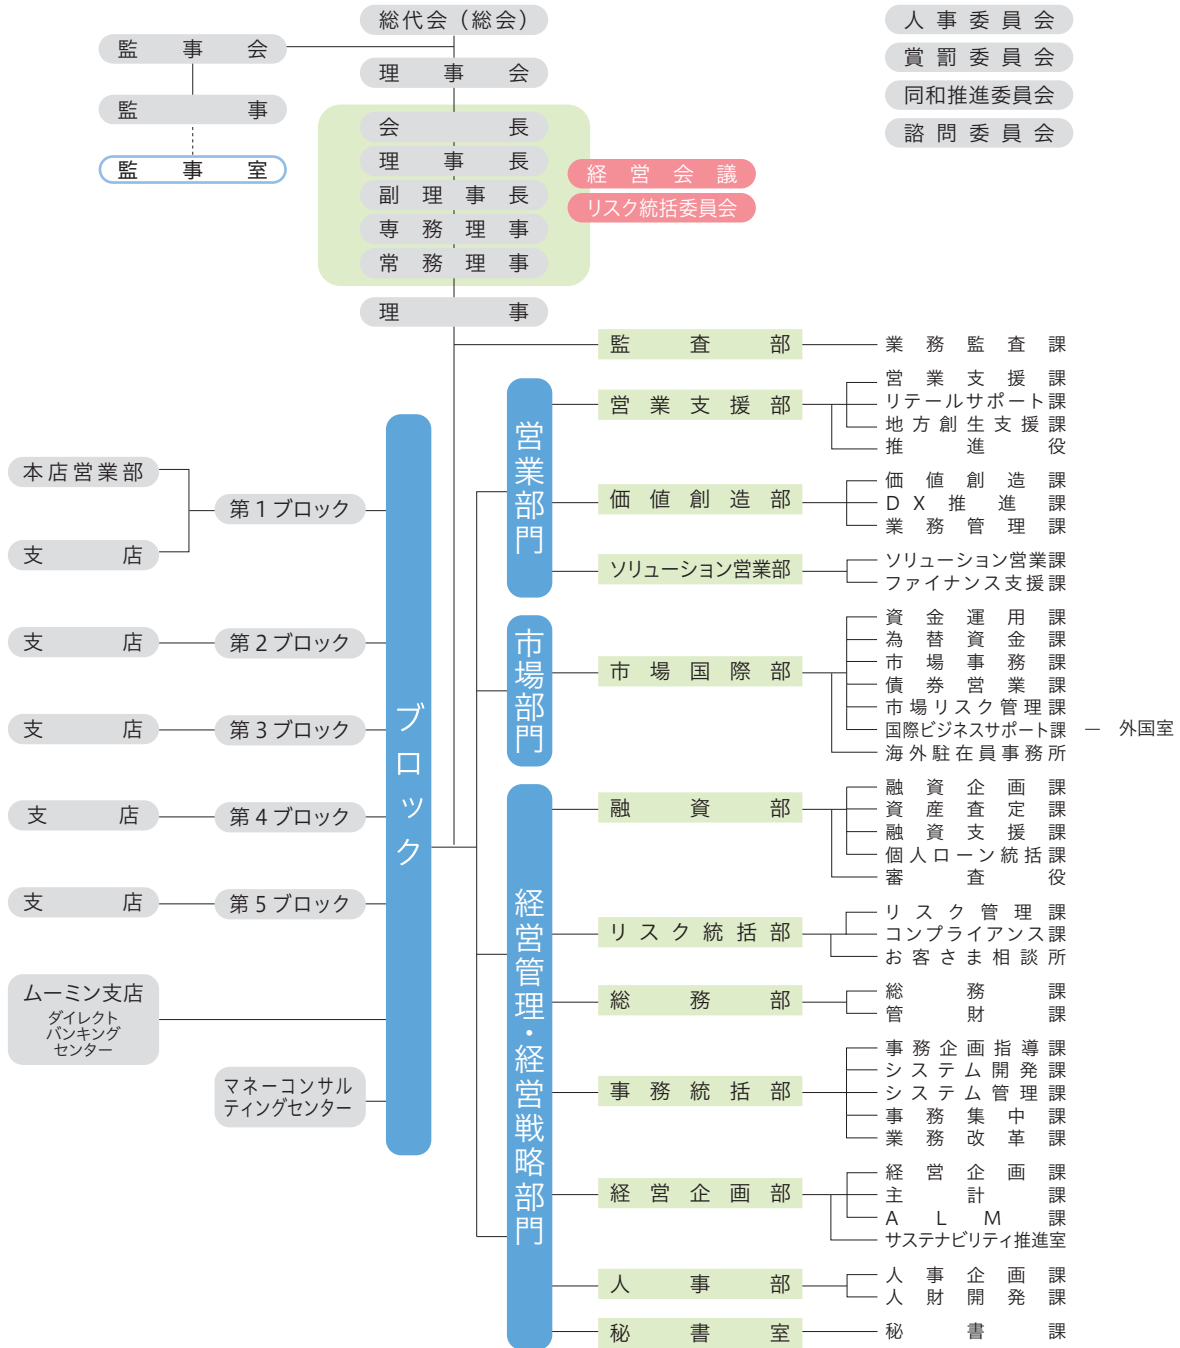 総代会（総会）
監事会
理事会
監事
監事室
会長
理事長
副理事長
専務理事
常務理事
経営会議
リスク統括委員会
理事
人事委員会
賞罰委員会
同和推進委員会
諮問委員会
ブロック
本店営業部
支店
第1ブロック
支店
第2ブロック
支店
第3ブロック
支店
第4ブロック
支店
第5ブロック
ムーミン支店
ダイレクト
バンキング
センター
マネーコンサル
ティングセンター
監査部
業務監査課
営業部門
営業支援部
営業支援課
リテールサポート課
地方創生支援課
推進役
価値創造部
価値創造課
DX推進課
業務管理課
ソリューション営業部
ソリューション営業課
ファイナンス支援課
市場部門
市場国際部
資金運用課
為替資金課
市場事務課
債券営業課
市場リスク管理課
国際ビジネスサポート課 — 外国室
海外駐在員事務所
経営管理・経営戦略部門
融資部
融資企画課
資産査定課
融資支援課
個人ローン統括課
審査役
リスク統括部
リスク管理課
コンプライアンス課
お客さま相談所
総務部
総務課
管財課
事務統括部
事務企画指導課
システム開発課
システム管理課
事務集中課
業務改革課
経営企画部
経営企画課
主計課
ALM課
サステナビリティ推進室
人事部
人事企画課
人財開発課
秘書室
秘書課